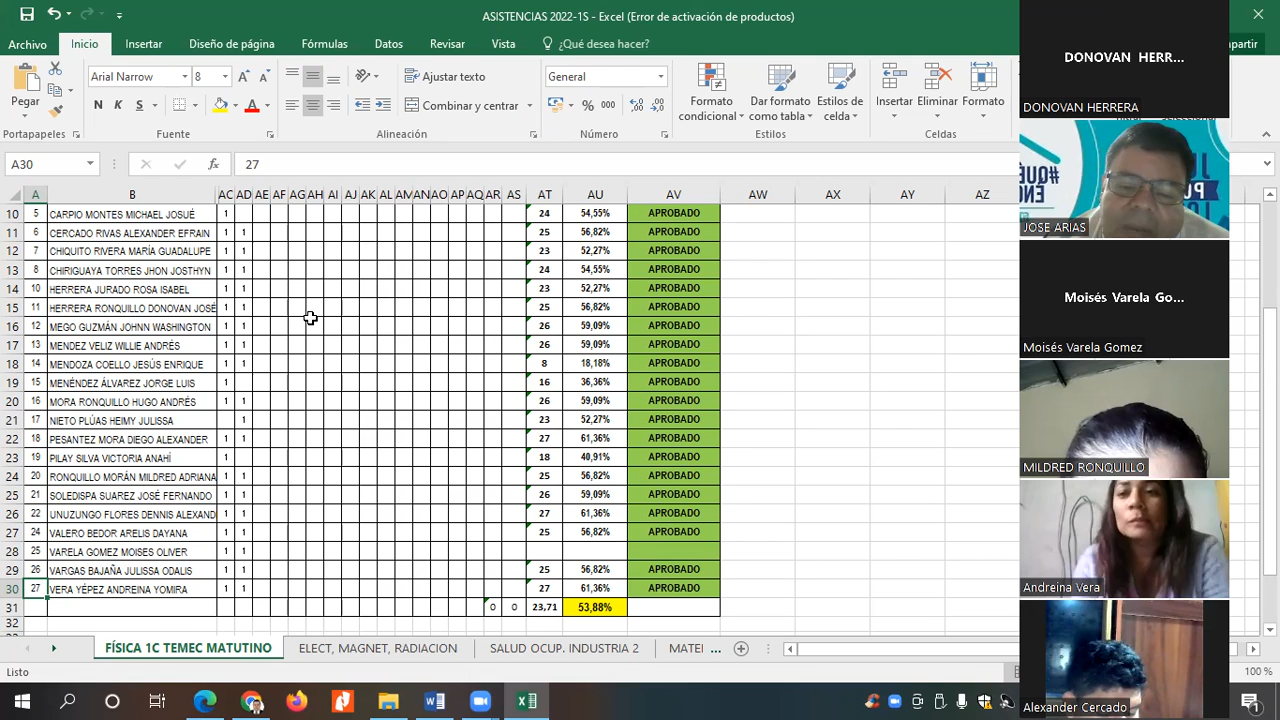 ASISTENCIAS 2022-1S - Excel (Error de activación de productos)
Archivo Inicio Insertar Diseño de página Fórmulas Datos Revisar Vista ¿Qué desea hacer? partir
Pegar Arial Narrow 8 Ajustar texto General Formato condicional Dar formato como tabla Estilos de celda Insertar Eliminar Formato
N K S A Combinar y centrar % 000
Portapapeles Fuente Alineación Número Estilos Celdas
A30 fx 27
A B AC AD AE AF AG AH AI AJ AK AL AM AN AO AP AQ AR AS AT AU AV AW AX AY AZ
10 5 CARPIO MONTES MICHAEL JOSUÉ 1 24 54,55% APROBADO
11 6 CERCADO RIVAS ALEXANDER EFRAIN 1 1 25 56,82% APROBADO
12 7 CHIQUITO RIVERA MARÍA GUADALUPE 1 1 23 52,27% APROBADO
13 8 CHIRIGUAYA TORRES JHON JOSTHYN 1 1 24 54,55% APROBADO
14 10 HERRERA JURADO ROSA ISABEL 1 1 23 52,27% APROBADO
15 11 HERRERA RONQUILLO DONOVAN JOSÉ 1 1 25 56,82% APROBADO
16 12 MEGO GUZMÁN JOHNN WASHINGTON 1 1 26 59,09% APROBADO
17 13 MENDEZ VELIZ WILLIE ANDRÉS 1 1 26 59,09% APROBADO
18 14 MENDOZA COELLO JESÚS ENRIQUE 1 1 8 18,18% APROBADO
19 15 MENÉNDEZ ÁLVAREZ JORGE LUIS 1 16 36,36% APROBADO
20 16 MORA RONQUILLO HUGO ANDRÉS 1 1 26 59,09% APROBADO
21 17 NIETO PLÚAS HEIMY JULISSA 1 23 52,27% APROBADO
22 18 PESANTEZ MORA DIEGO ALEXANDER 1 1 27 61,36% APROBADO
23 19 PILAY SILVA VICTORIA ANAHÍ 1 18 40,91% APROBADO
24 20 RONQUILLO MORÁN MILDRED ADRIANA 1 1 25 56,82% APROBADO
25 21 SOLEDISPA SUAREZ JOSÉ FERNANDO 1 1 26 59,09% APROBADO
26 22 UNUZUNGO FLORES DENNIS ALEXAND 1 1 27 61,36% APROBADO
27 24 VALERO BEDOR ARELIS DAYANA 1 1 25 56,82% APROBADO
28 25 VARELA GOMEZ MOISES OLIVER 1 1
29 26 VARGAS BAJAÑA JULISSA ODALIS 1 1 25 56,82% APROBADO
30 27 VERA YÉPEZ ANDREINA YOMIRA 1 1 27 61,36% APROBADO
31 0 0 23,71 53,88%
32
FÍSICA 1C TEMEC MATUTINO ELECT, MAGNET, RADIACION SALUD OCUP. INDUSTRIA 2 MATEI ...
Listo 100 %
DONOVAN HERR...
DONOVAN HERRERA
JOSE ARIAS
Moisés Varela Go...
Moisés Varela Gomez
MILDRED RONQUILLO
Andreina Vera
Alexander Cercado